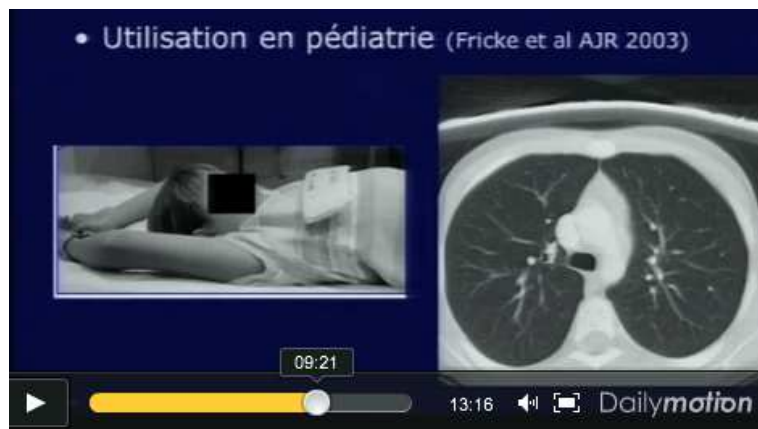 • Utilisation en pédiatrie (Fricke et al AJR 2003)
09:21
13:16 Dailymotion